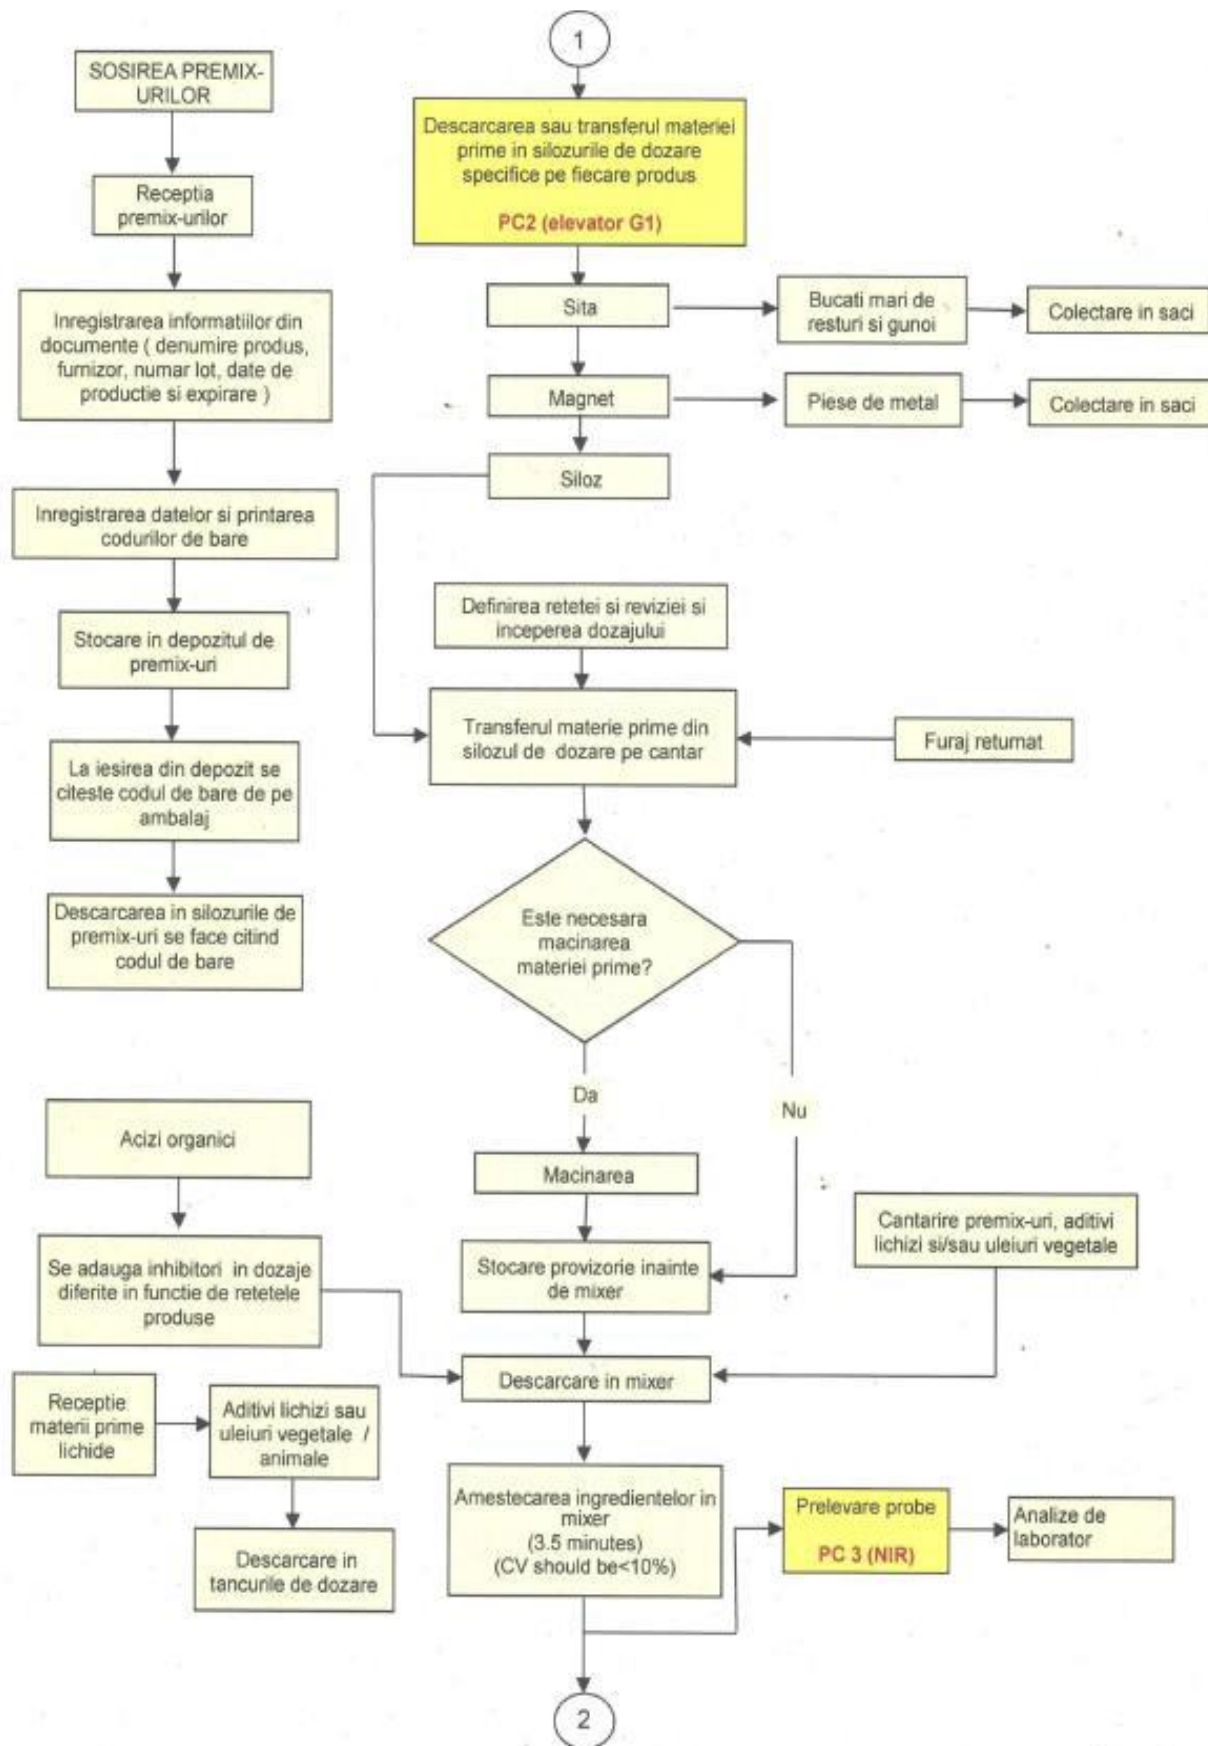 SOSIREA PREMIX-
URILOR
Receptia
premix-urilor
Inregistrarea informatiilor din
documente ( denumire produs,
furnizor, numar lot, date de
productie si expirare )
Inregistrarea datelor si printarea
codurilor de bare
Stocare in depozitul de
premix-uri
La iesirea din depozit se
citeste codul de bare de pe
ambalaj
Descarcarea in silozurile de
premix-uri se face citind
codul de bare
Acizi organici
Se adauga inhibitori in dozaje
diferite in functie de retetele
produse
Receptie
materii prime
lichide
Aditivi lichizi sau
uleiuri vegetale /
animale
Descarcare in
tancurile de dozare
1
Descarcarea sau transferul materiei
prime in silozurile de dozare
specifice pe fiecare produs
PC2 (elevator G1)
Sita
Bucati mari de
resturi si gunoi
Colectare in saci
Magnet
Piese de metal
Colectare in saci
Siloz
Definirea retetei si reviziei si
inceperea dozajului
Transferul materie prime din
silozul de dozare pe cantar
Furaj returnat
Este necesara
macinarea
materiei prime?
Da
Nu
Macinarea
Cantarire premix-uri, aditivi
lichizi si/sau uleiuri vegetale
Stocare provizorie inainte
de mixer
Descarcare in mixer
Amestecarea ingredientelor in
mixer
(3.5 minutes)
(CV should be<10%)
Prelevare probe
PC 3 (NIR)
Analize de
laborator
2